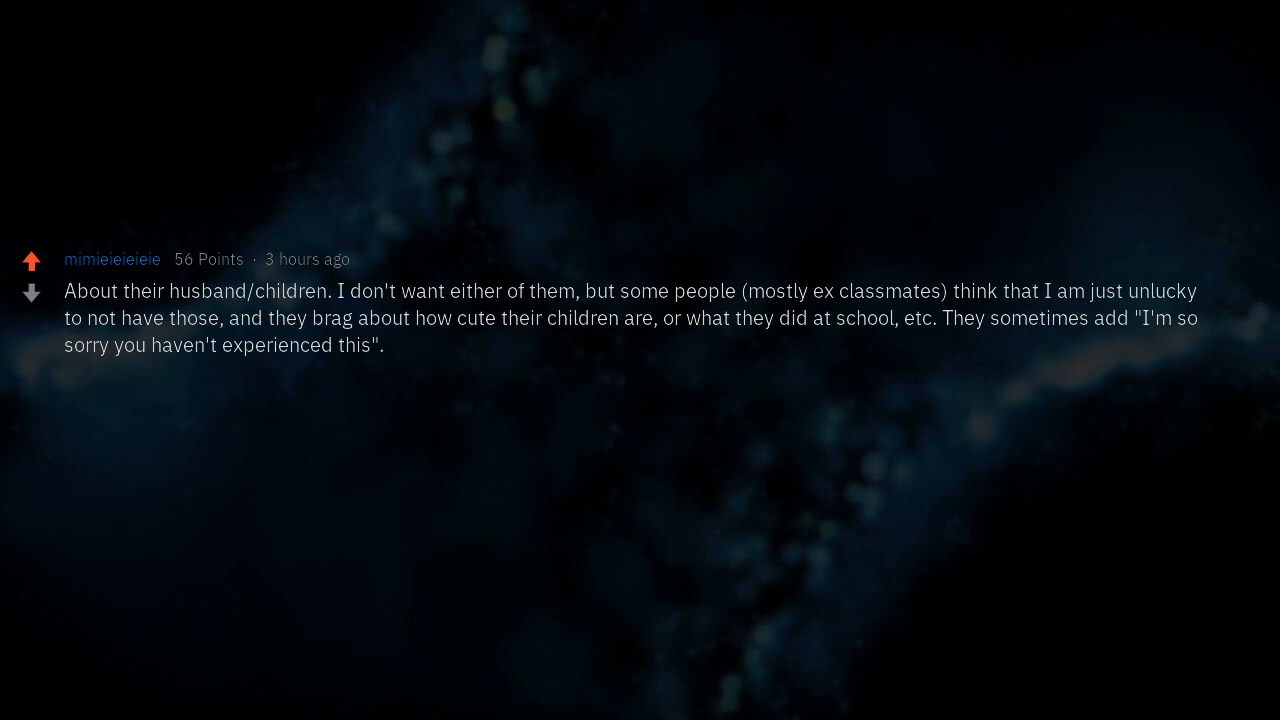 mimieieieieie 56 Points · 3 hours ago
About their husband/children. I don't want either of them, but some people (mostly ex classmates) think that I am just unlucky
to not have those, and they brag about how cute their children are, or what they did at school, etc. They sometimes add "I'm so
sorry you haven't experienced this".